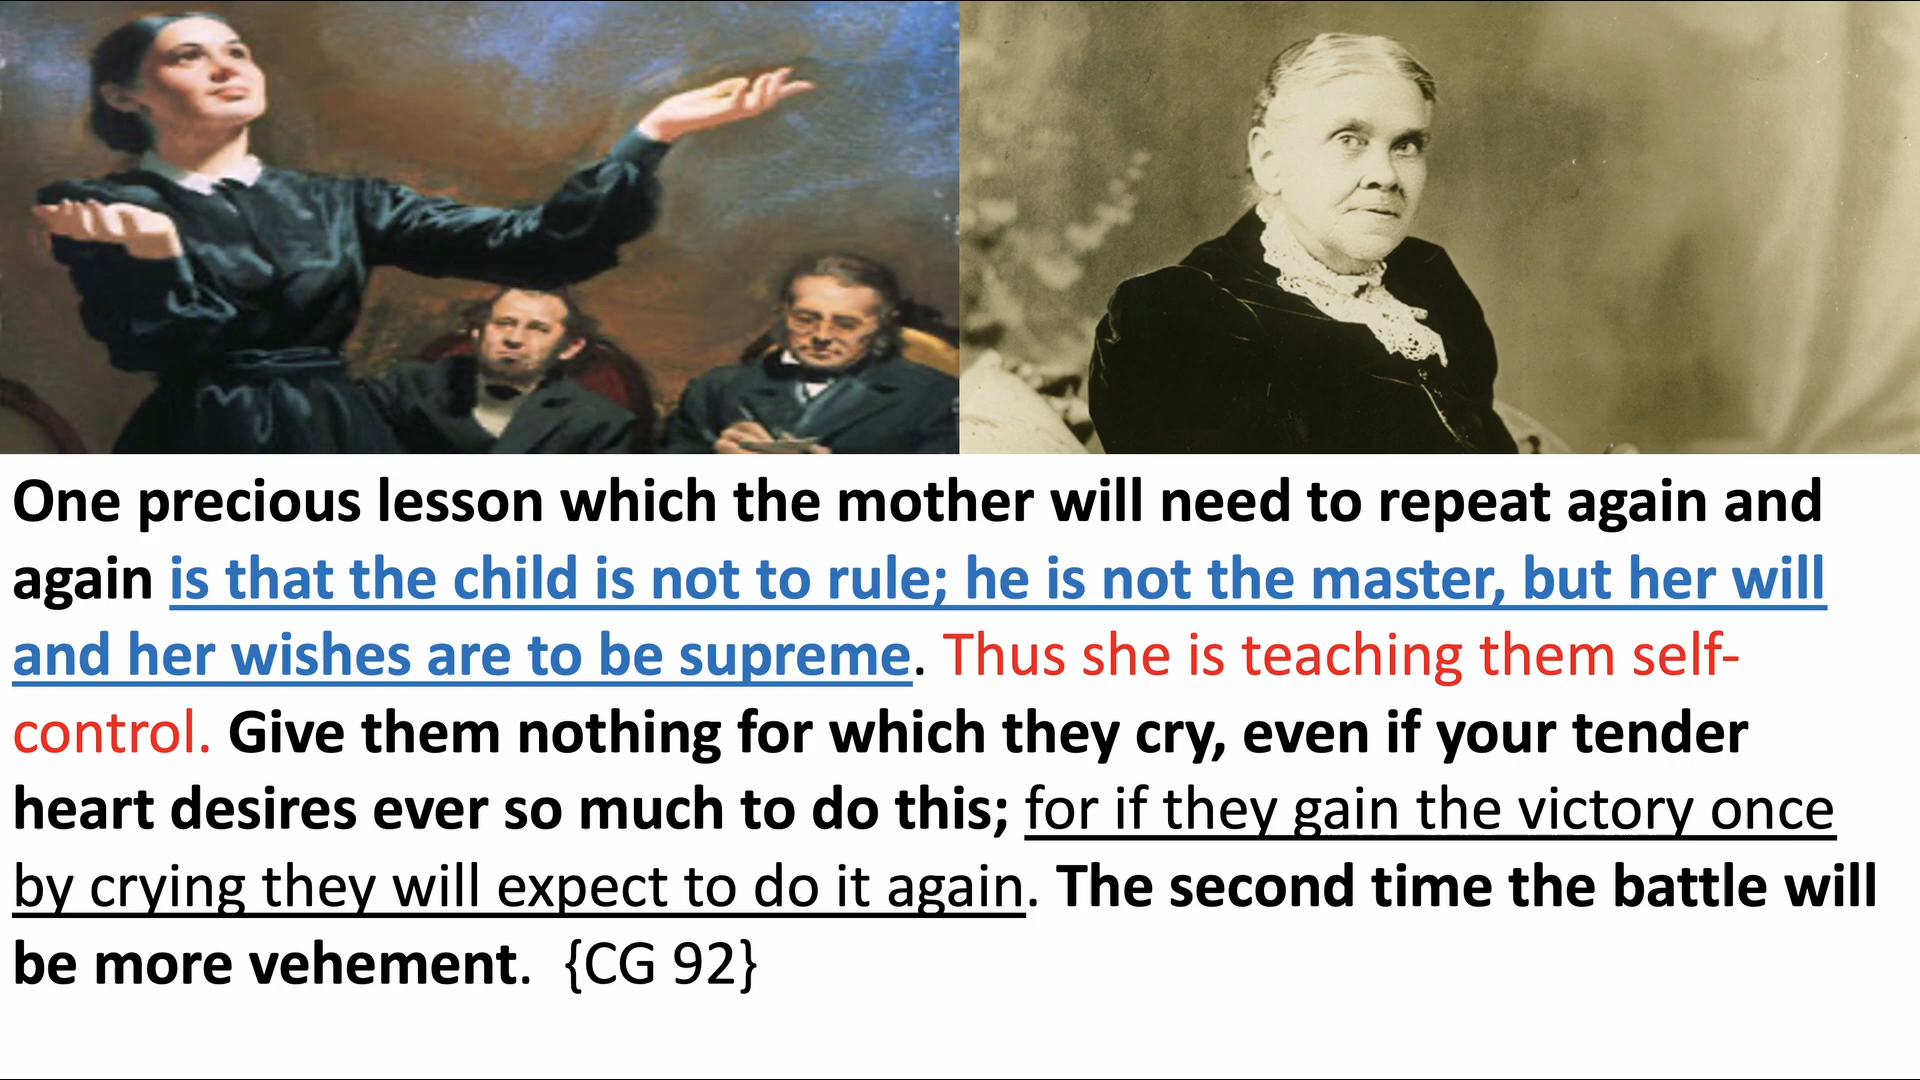 One precious lesson which the mother will need to repeat again and
again is that the child is not to rule; he is not the master, but her will
and her wishes are to be supreme. Thus she is teaching them self-
control. Give them nothing for which they cry, even if your tender
heart desires ever so much to do this; for if they gain the victory once
by crying they will expect to do it again. The second time the battle will
be more vehement.  {CG 92}